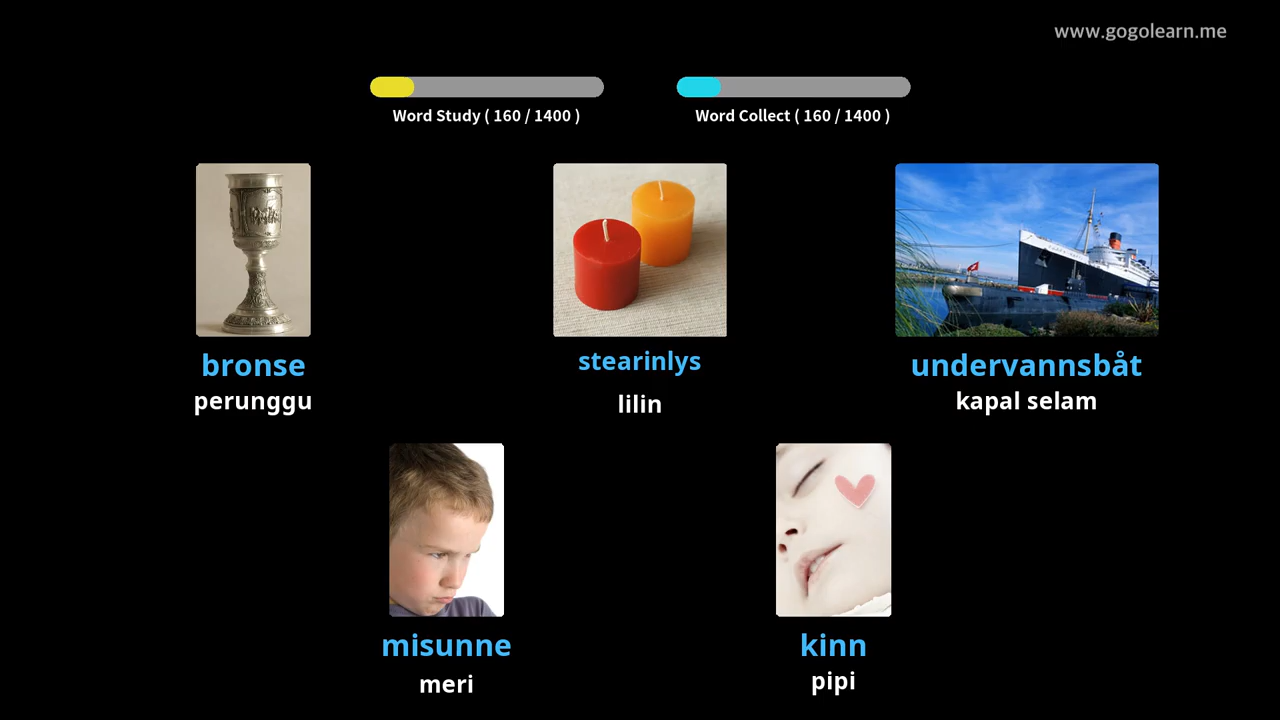 www.gogolearn.me
Word Study ( 160 / 1400 )
Word Collect ( 160 / 1400 )
bronse
perunggu
stearinlys
lilin
undervannsbåt
kapal selam
misunne
meri
kinn
pipi